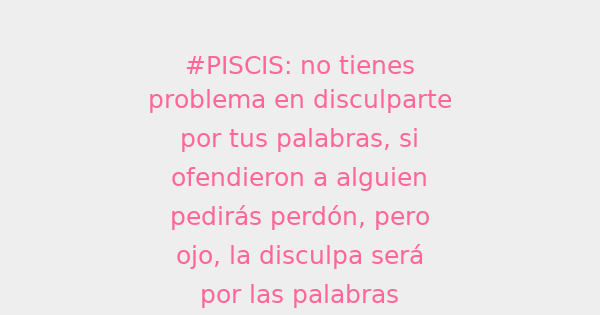 #PISCIS: no tienes
problema en disculparte
por tus palabras, si
ofendieron a alguien
pedirás perdón, pero
ojo, la disculpa será
por las palabras